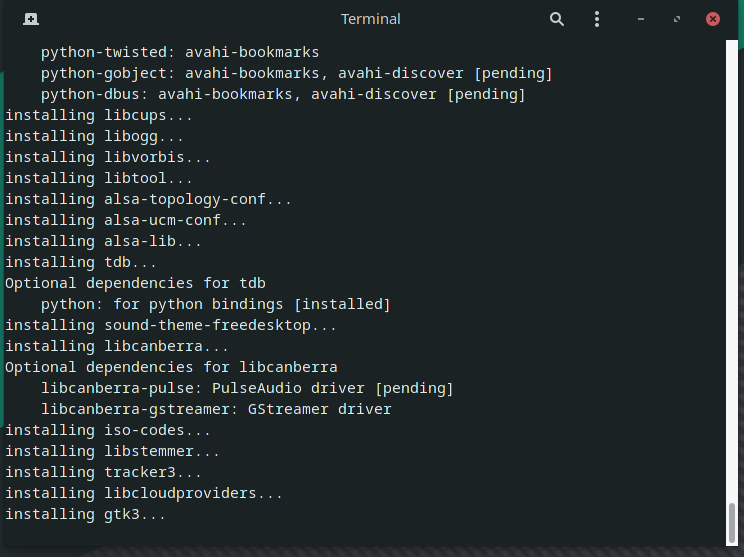 Terminal
python-twisted: avahi-bookmarks
python-gobject: avahi-bookmarks, avahi-discover [pending]
python-dbus: avahi-bookmarks, avahi-discover [pending]
installing libcups...
installing libogg...
installing libvorbis...
installing libtool...
installing alsa-topology-conf...
installing alsa-ucm-conf...
installing alsa-lib...
installing tdb...
Optional dependencies for tdb
python: for python bindings [installed]
installing sound-theme-freedesktop...
installing libcanberra...
Optional dependencies for libcanberra
libcanberra-pulse: PulseAudio driver [pending]
libcanberra-gstreamer: GStreamer driver
installing iso-codes...
installing libstemmer...
installing tracker3...
installing libcloudproviders...
installing gtk3...